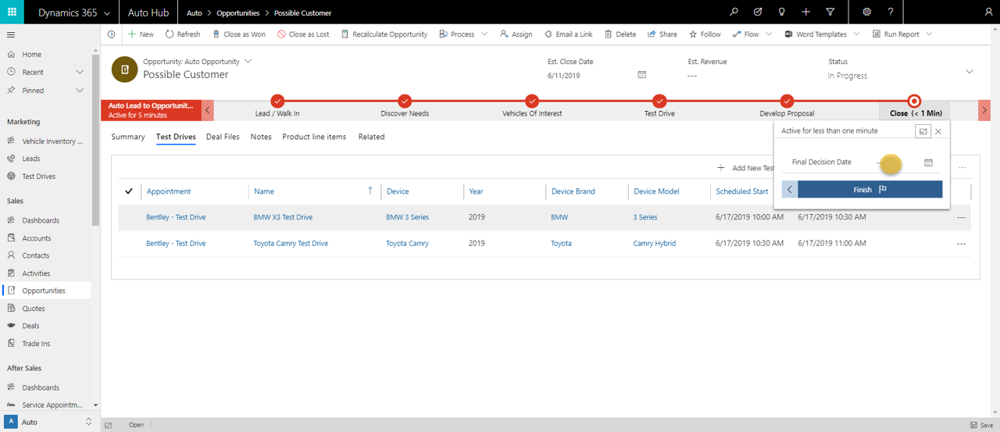 Dynamics 365 Auto Hub Auto > Opportunities > Possible Customer
New Refresh Close as Won Close as Lost Recalculate Opportunity Process Assign Email a Link Delete Share Follow Flow Word Templates Run Report
Home
Recent
Pinned
Marketing
Vehicle Inventory ...
Leads
Test Drives
Sales
Dashboards
Accounts
Contacts
Activities
Opportunities
Quotes
Deals
Trade Ins
After Sales
Dashboards
Service Appointm...
A Auto
Opportunity: Auto Opportunity
Possible Customer
Est. Close Date
6/11/2019
Est. Revenue
---
Status
In Progress
Auto Lead to Opportunit...
Active for 5 minutes
Lead / Walk In
Discover Needs
Vehicles Of Interest
Test Drive
Develop Proposal
Close (< 1 Min)
Summary Test Drives Deal Files Notes Product line items Related
Active for less than one minute
Final Decision Date ---
Finish
Add New Test
Appointment Name Device Year Device Brand Device Model Scheduled Start
Bentley - Test Drive BMW X3 Test Drive BMW 3 Series 2019 BMW 3 Series 6/17/2019 10:00 AM 6/17/2019 10:30 AM ---
Bentley - Test Drive Toyota Camry Test Drive Toyota Camry 2019 Toyota Camry Hybrid 6/17/2019 10:30 AM 6/17/2019 11:00 AM ---
Open
Save